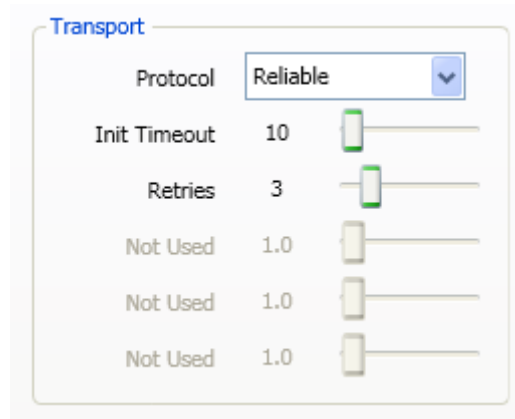 Transport
Protocol Reliable
Init Timeout 10
Retries 3
Not Used 1.0
Not Used 1.0
Not Used 1.0